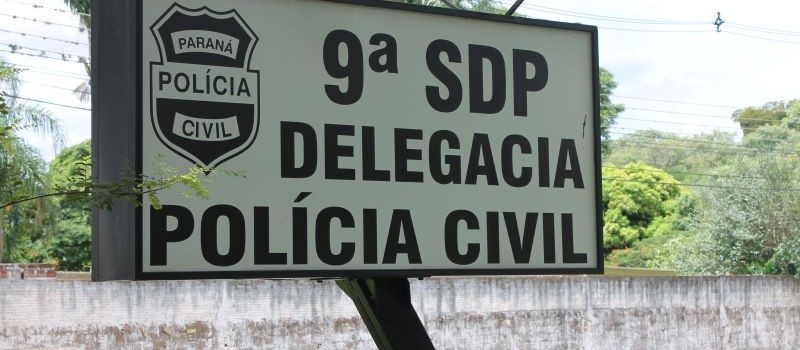 PARANÁ
POLÍCIA
CIVIL
9ª SDP
DELEGACIA
POLÍCIA CIVIL